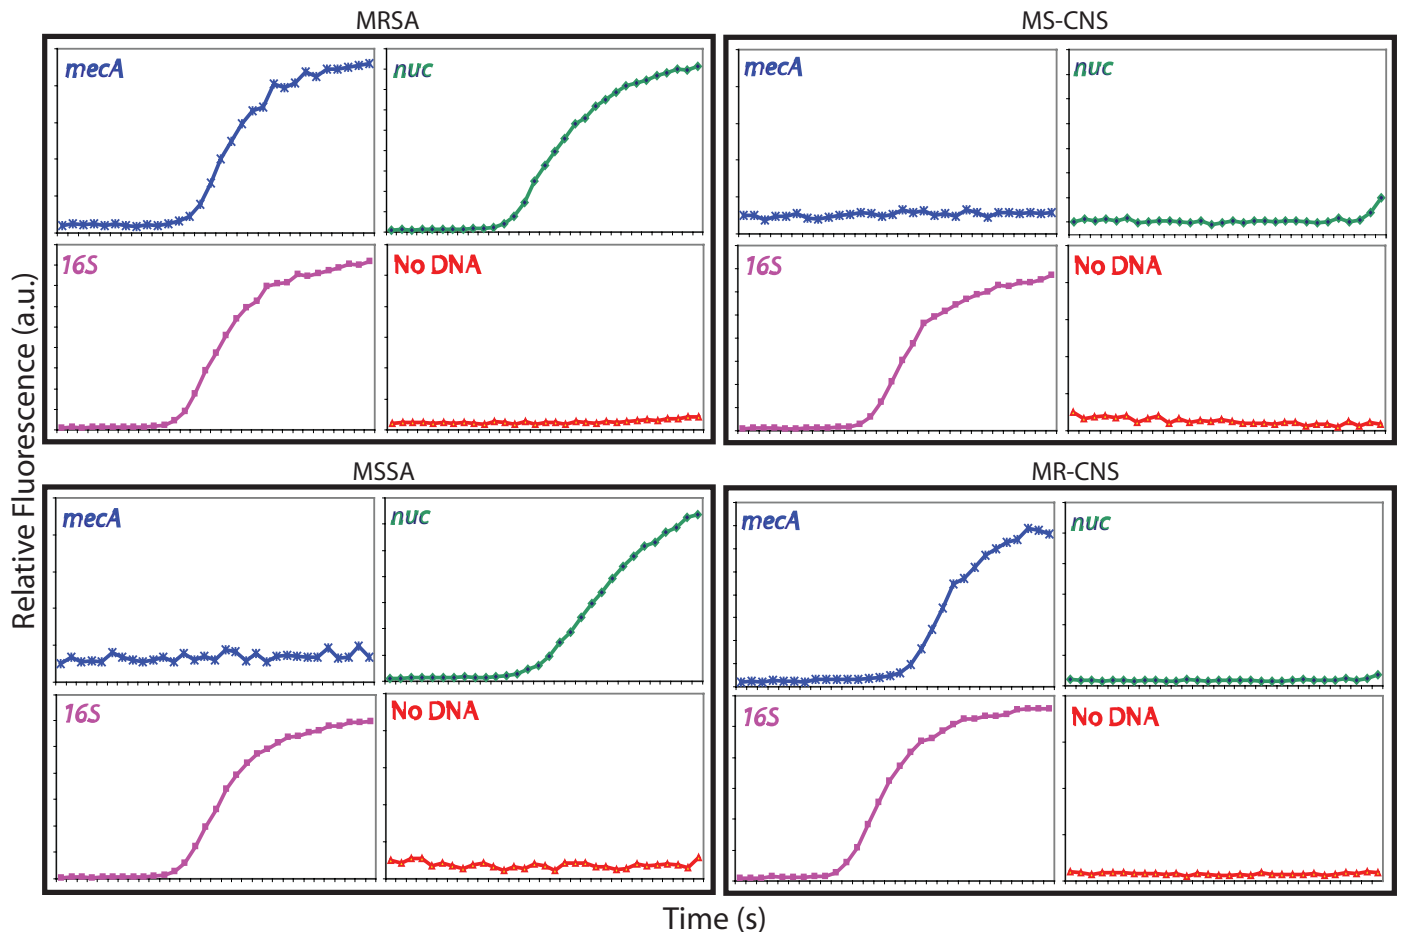 MRSA
mecA
nuc
16S
No DNA
MS-CNS
mecA
nuc
16S
No DNA
MSSA
mecA
nuc
16S
No DNA
MR-CNS
mecA
nuc
16S
No DNA
Relative Fluorescence (a.u.)
Time (s)